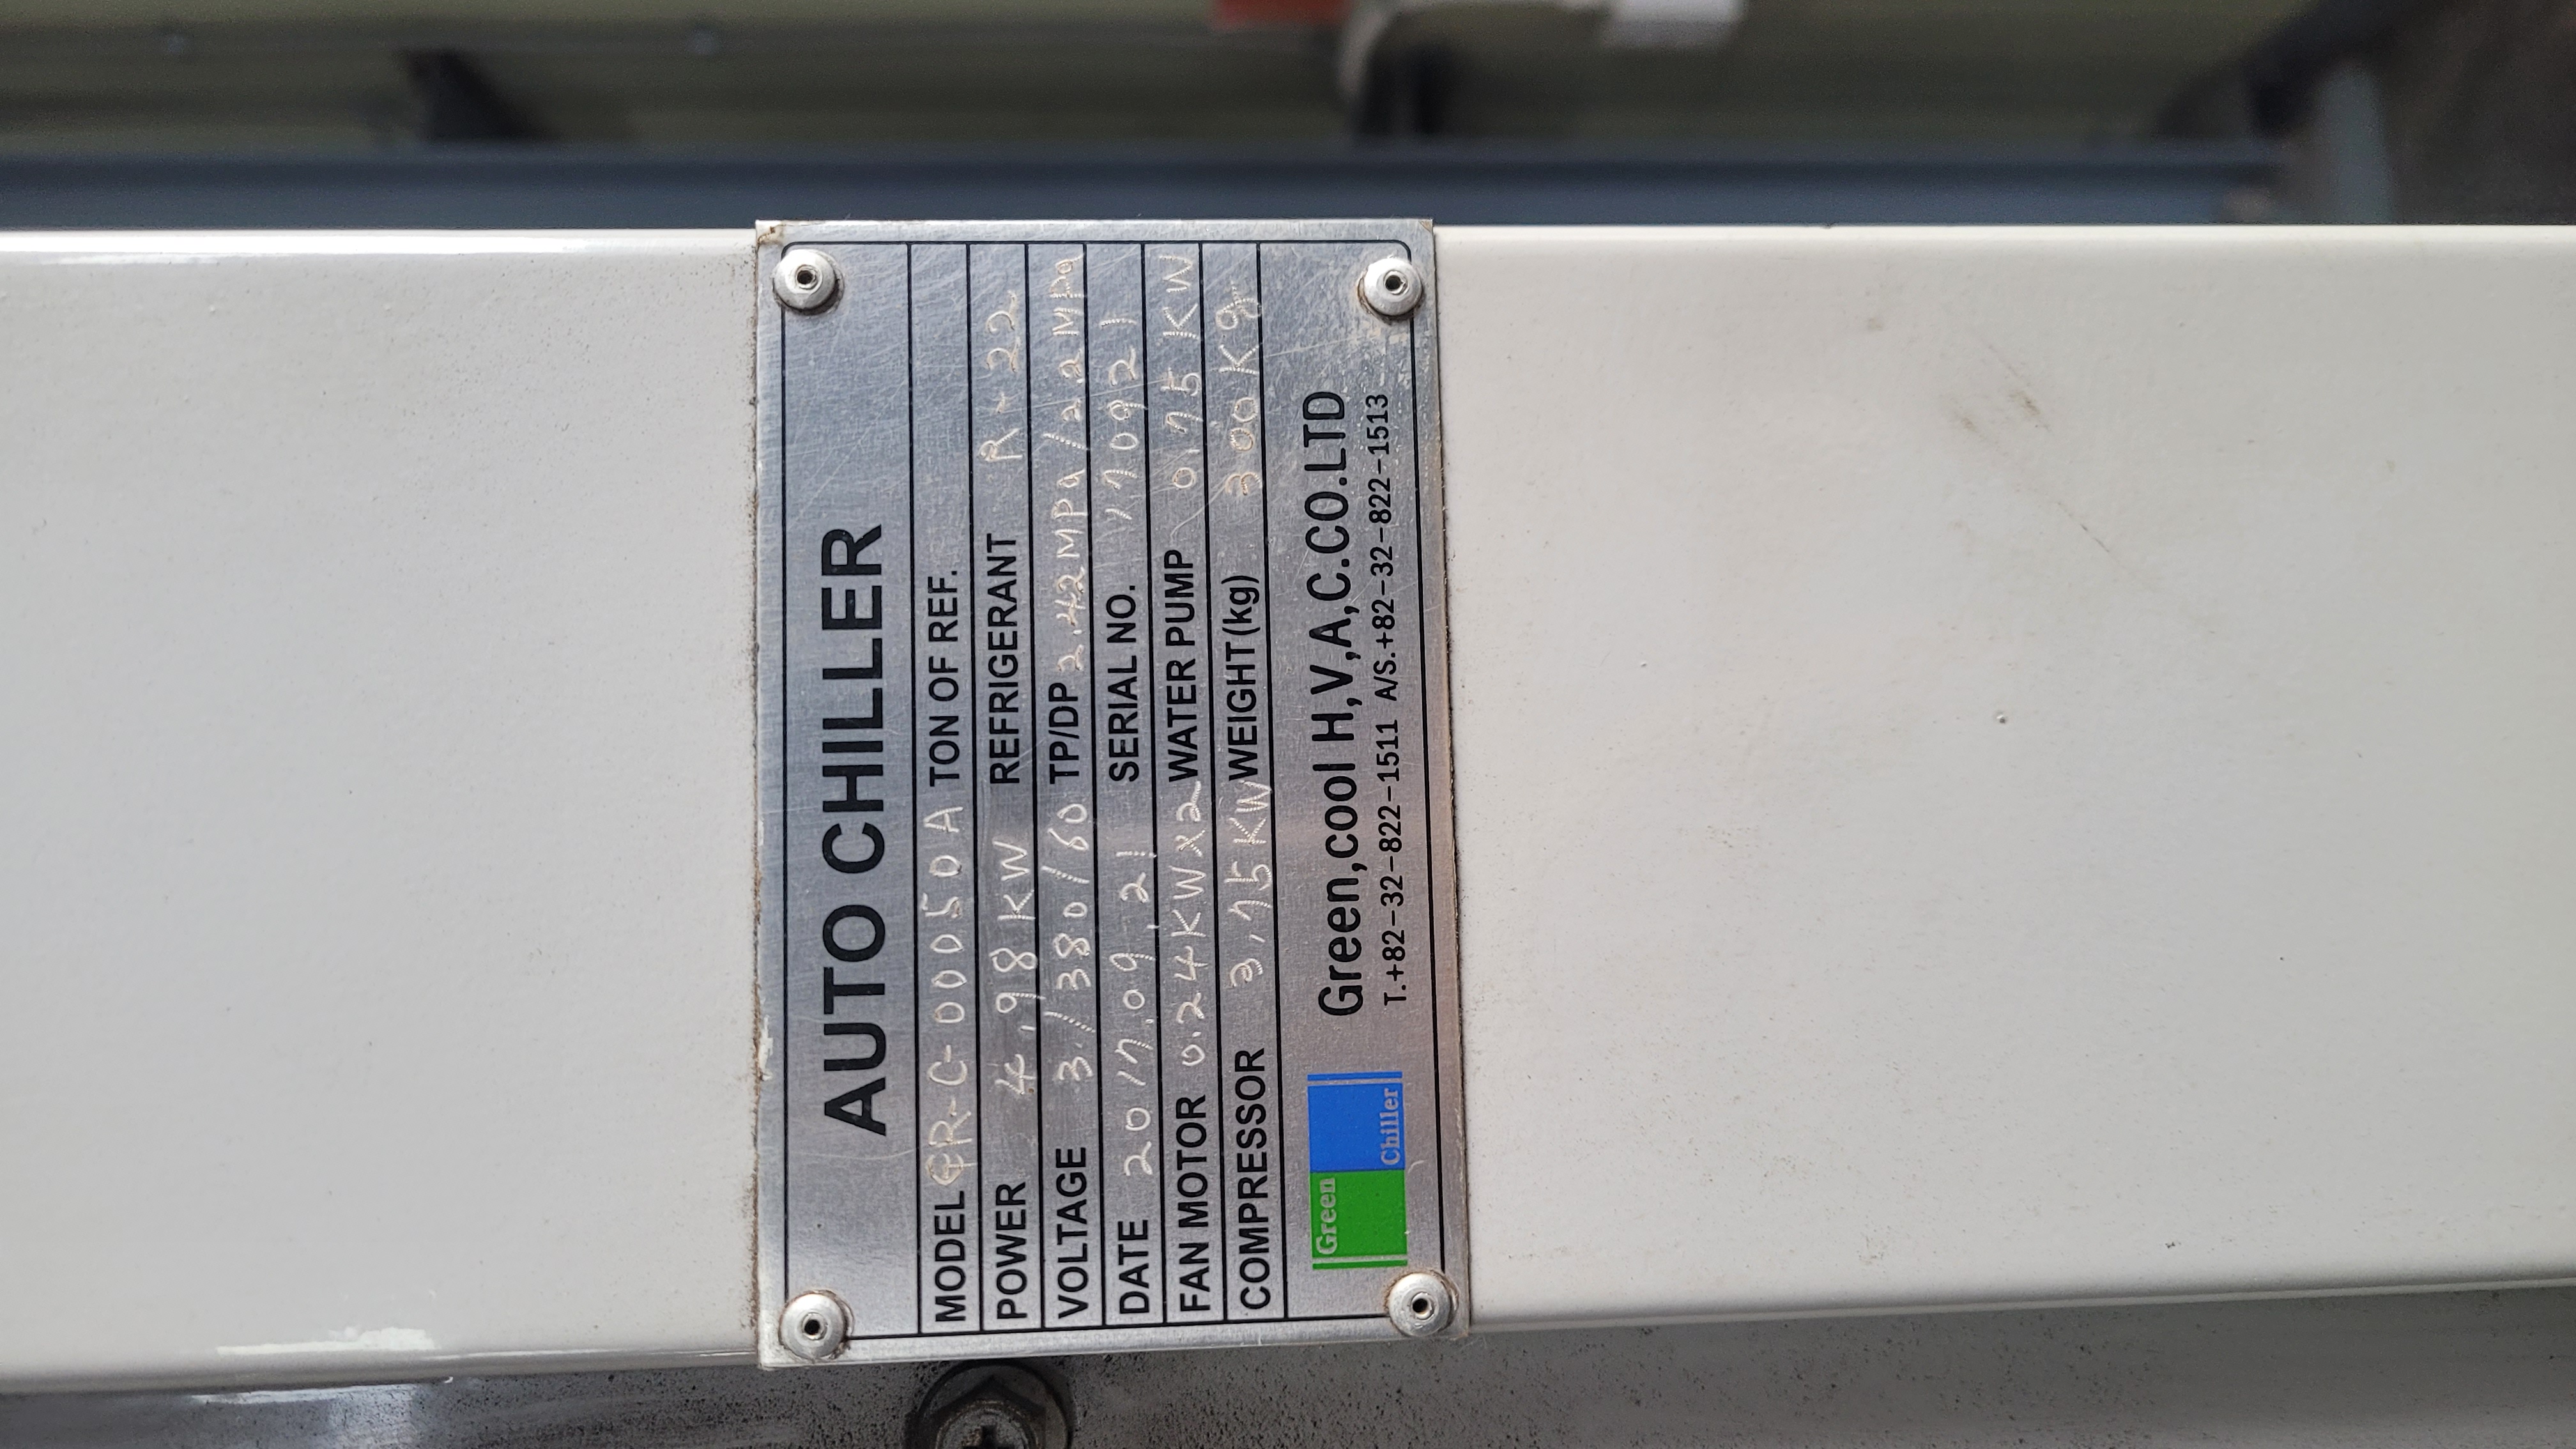 AUTO CHILLER
MODEL GR-C-00050A TON OF REF.
POWER 4.98KW REFRIGERANT R-22
VOLTAGE 3/380/60 TP/DP 2.42MPa/2.2MPa
DATE 2017.09.21 SERIAL NO. 170921
FAN MOTOR 0.24KWx2 WATER PUMP 0.75KW
COMPRESSOR 3.75KW WEIGHT(kg) 300Kg
Green Chiller
Green,cool H,V,A,C.CO.LTD
T.+82-32-822-1511 A/S.+82-32-822-1513